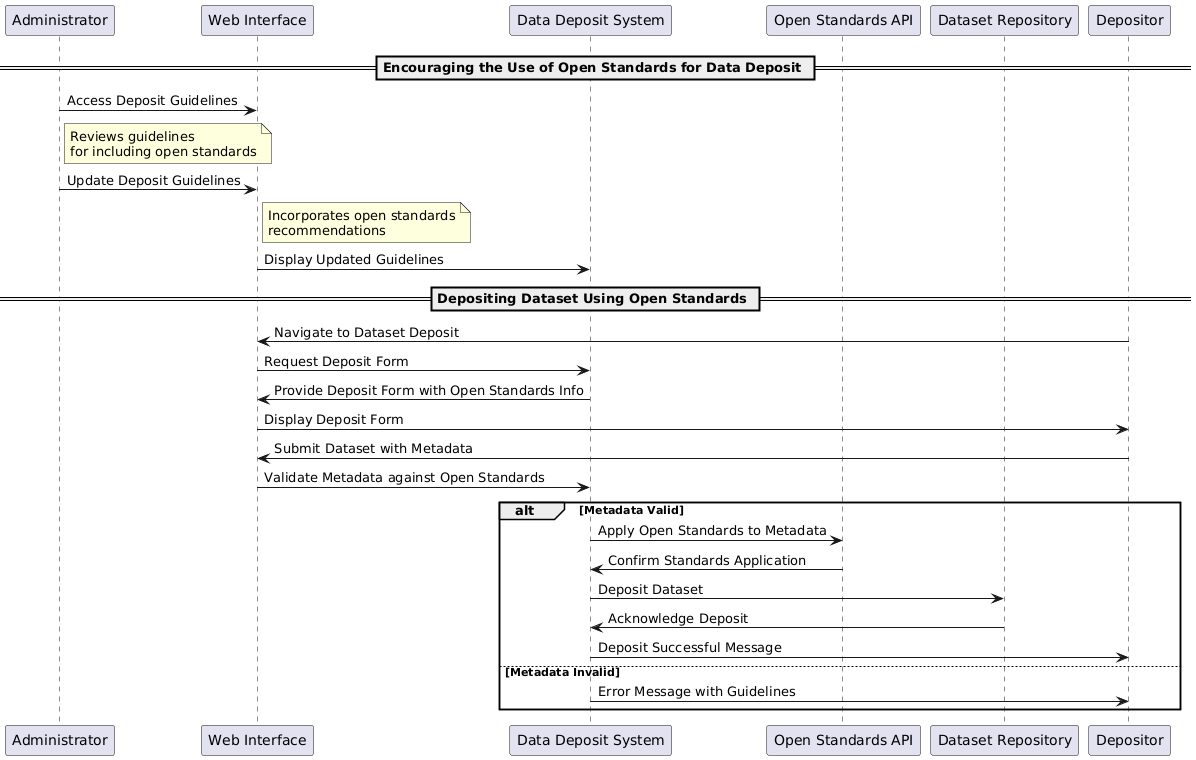 Administrator
Web Interface
Data Deposit System
Open Standards API
Dataset Repository
Depositor
Encouraging the Use of Open Standards for Data Deposit
Access Deposit Guidelines
Reviews guidelines
for including open standards
Update Deposit Guidelines
Incorporates open standards
recommendations
Display Updated Guidelines
Depositing Dataset Using Open Standards
Navigate to Dataset Deposit
Request Deposit Form
Provide Deposit Form with Open Standards Info
Display Deposit Form
Submit Dataset with Metadata
Validate Metadata against Open Standards
alt
[Metadata Valid]
Apply Open Standards to Metadata
Confirm Standards Application
Deposit Dataset
Acknowledge Deposit
Deposit Successful Message
[Metadata Invalid]
Error Message with Guidelines
Administrator
Web Interface
Data Deposit System
Open Standards API
Dataset Repository
Depositor